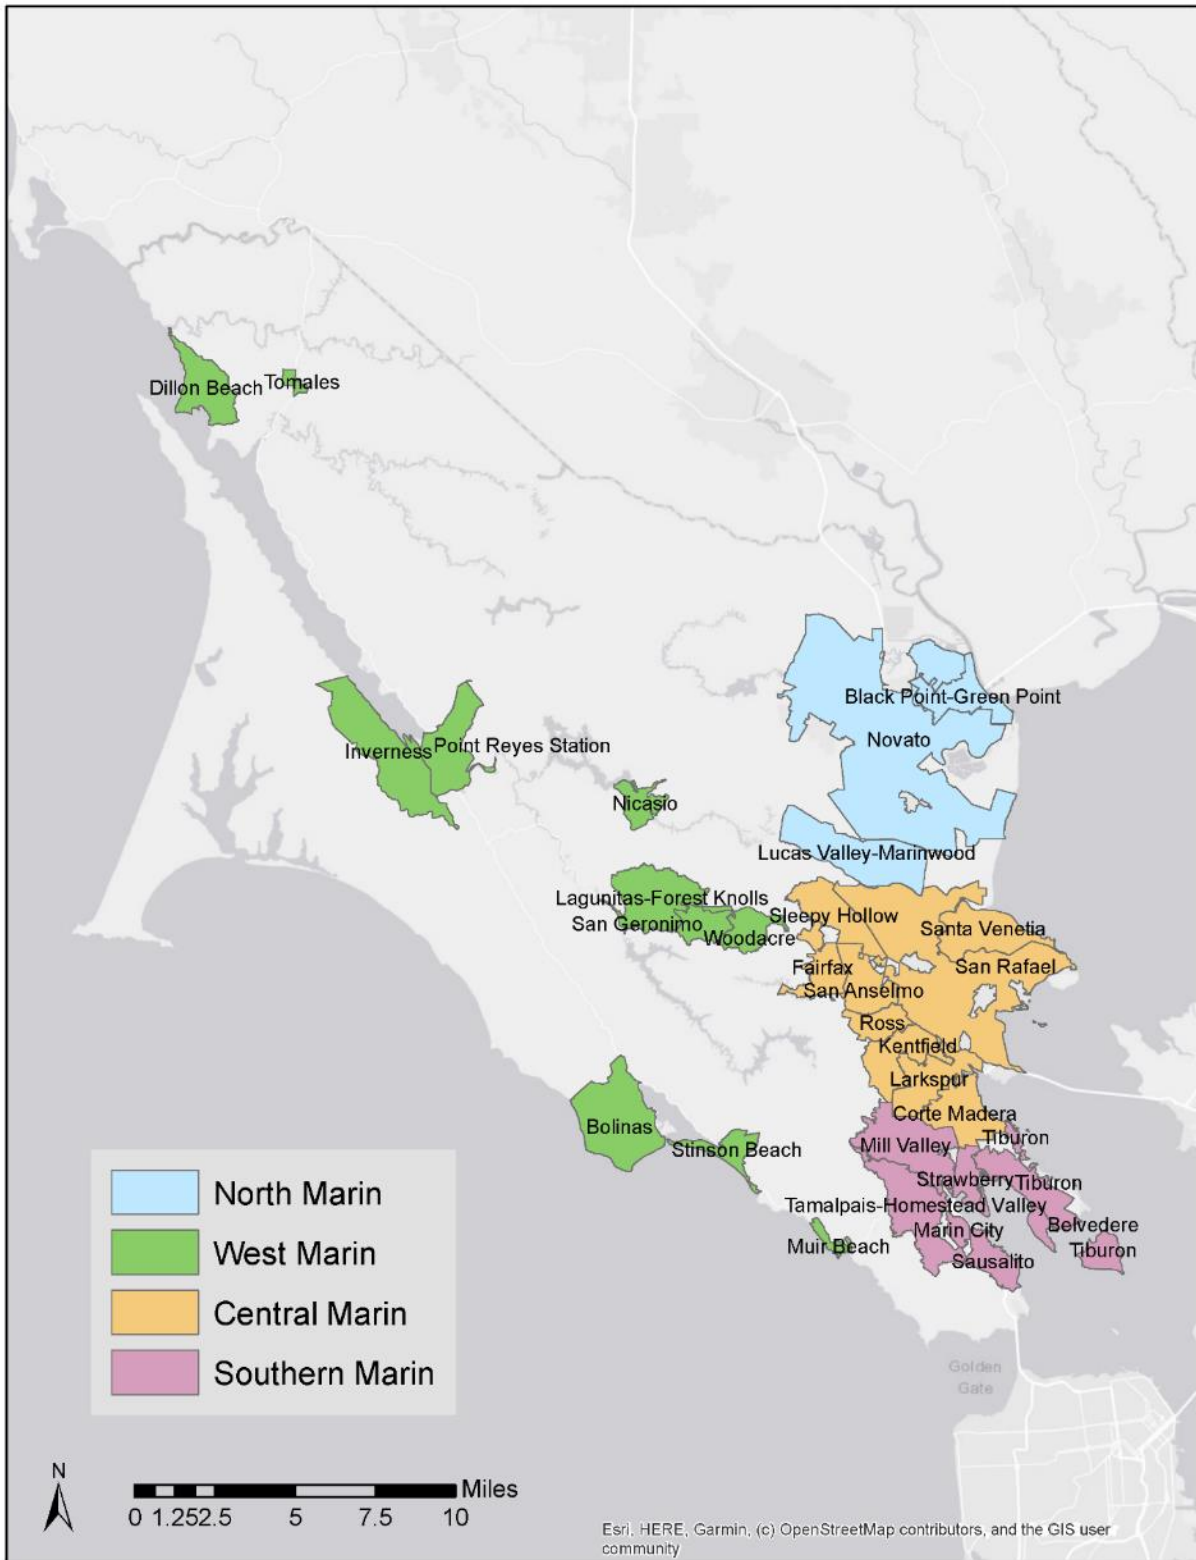 Dillon Beach
Tomales
Black Point-Green Point
Novato
Inverness
Point Reyes Station
Nicasio
Lucas Valley-Marinwood
Lagunitas-Forest Knolls
San Geronimo
Woodacre
Sleepy Hollow
Santa Venetia
Fairfax
San Rafael
San Anselmo
Ross
Kentfield
Larkspur
Corte Madera
Bolinas
Stinson Beach
Mill Valley
Tiburon
Strawberry
Tiburon
Tamalpais-Homestead Valley
Marin City
Belvedere
Muir Beach
Sausalito
Tiburon
North Marin
West Marin
Central Marin
Southern Marin
Golden
Gate
N
Miles
0 1.252.5 5 7.5 10
Esri, HERE, Garmin, (c) OpenStreetMap contributors, and the GIS user
community